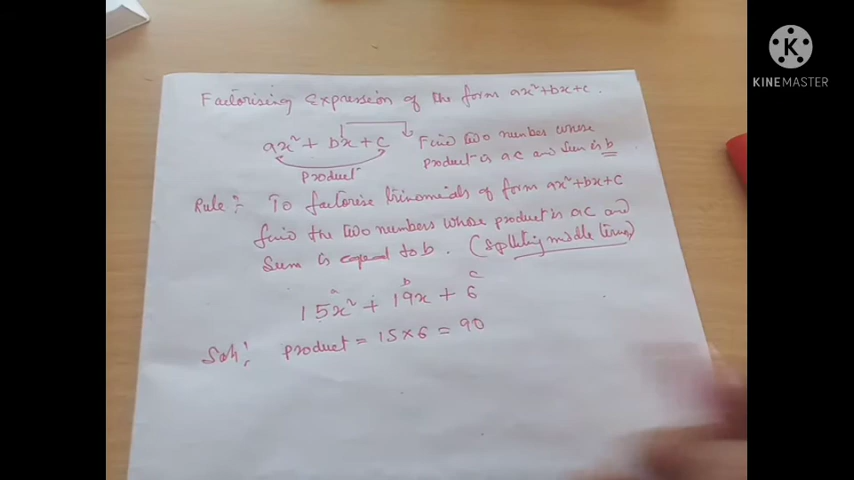 KINEMASTER
Factorising Expression of the form ax²+bx+c.
ax² + bx + c
Find two number whose
product is ac and sum is b
product
Rule:- To factorise trinomials of form ax²+bx+c
find the two numbers whose product is ac and
sum is equal to b. (splitting middle term)
a b c
15x² + 19x + 6
Soln: product = 15×6 = 90